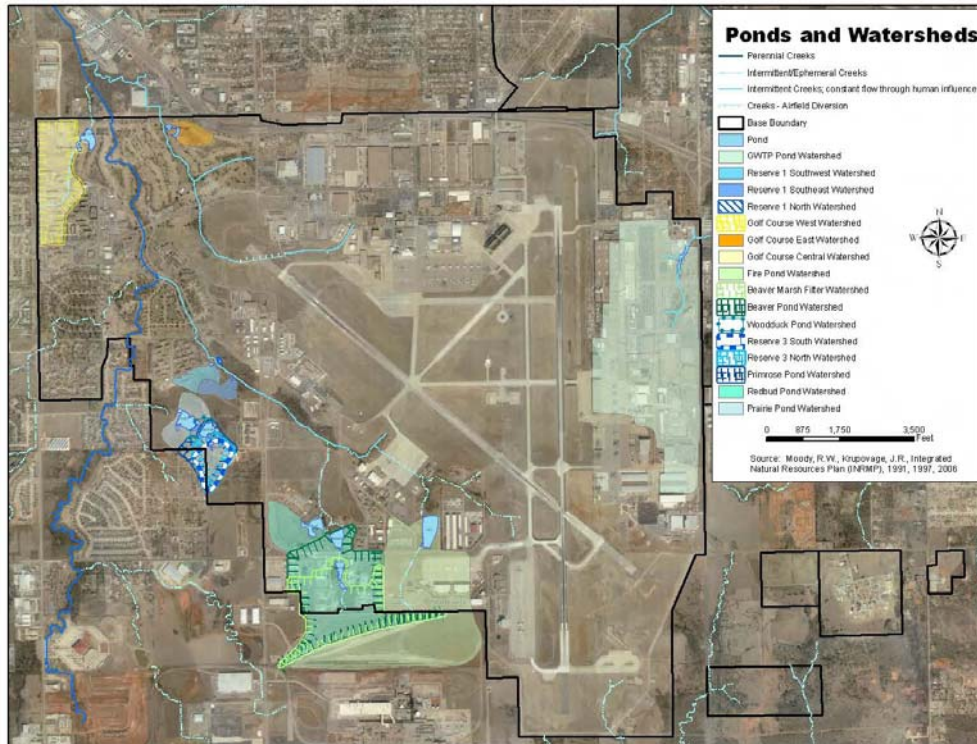 Ponds and Watersheds
Perennial Creeks
Intermittent/Ephemeral Creeks
Intermittent Creeks; constant flow through human influence
Creeks - Airfield Diversion
Base Boundary
Pond
GWTP Pond Watershed
Reserve 1 Southwest Watershed
Reserve 1 Southeast Watershed
Reserve 1 North Watershed
Golf Course West Watershed
Golf Course East Watershed
Golf Course Central Watershed
Fire Pond Watershed
Beaver Marsh Filter Watershed
Beaver Pond Watershed
Woodduck Pond Watershed
Reserve 3 South Watershed
Reserve 3 North Watershed
Primrose Pond Watershed
Redbud Pond Watershed
Prairie Pond Watershed
N
W E
S
0 875 1,750 3,500
Feet
Source: Moody, R.W., Krupovage, J.R., Integrated
Natural Resources Plan (INRMP), 1991, 1997, 2006